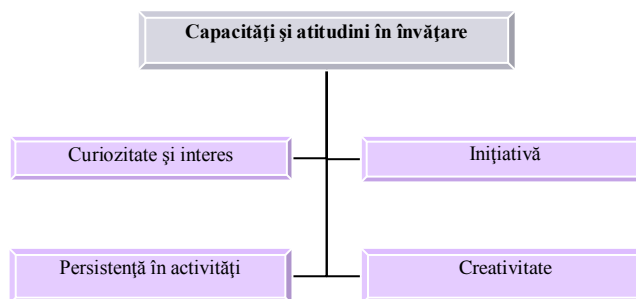 Capacităţi şi atitudini în învăţare
Curiozitate şi interes
Iniţiativă
Persistenţă în activităţi
Creativitate